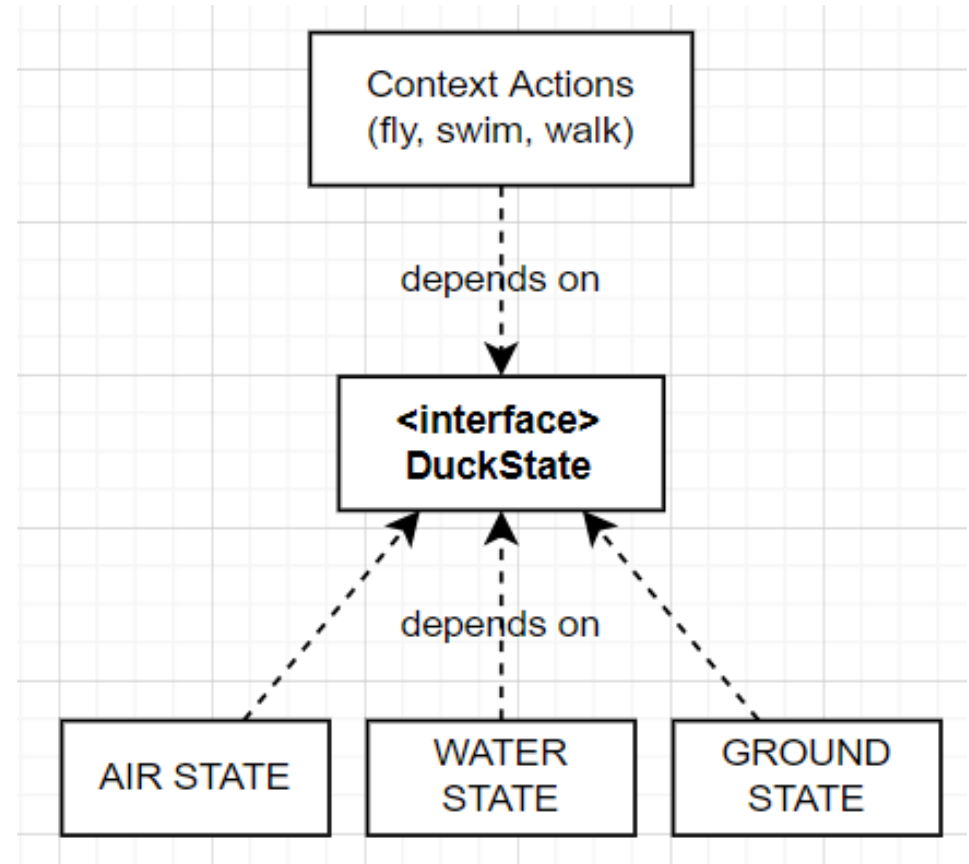 Context Actions
(fly, swim, walk)
depends on
<interface>
DuckState
depends on
AIR STATE
WATER
STATE
GROUND
STATE